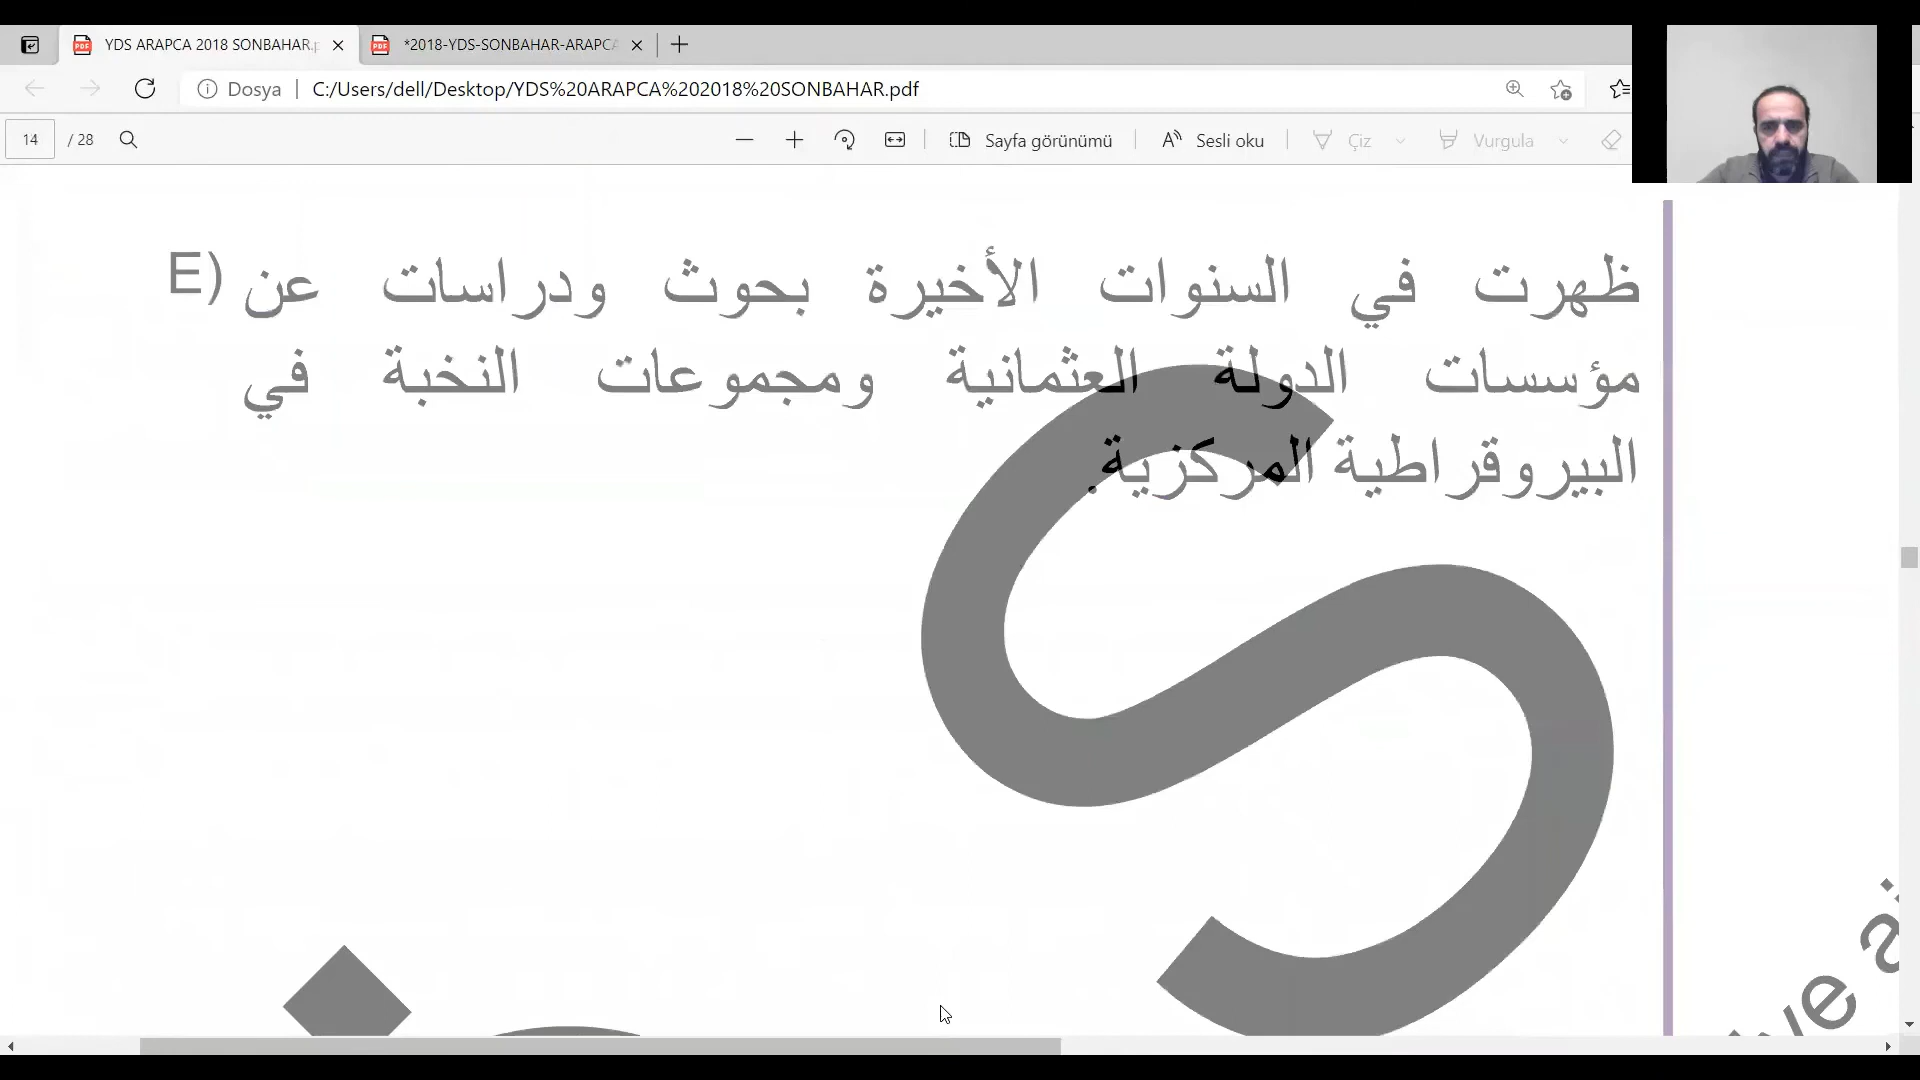 YDS ARAPCA 2018 SONBAHAR.p
*2018-YDS-SONBAHAR-ARAPCA
Dosya
C:/Users/dell/Desktop/YDS%20ARAPCA%202018%20SONBAHAR.pdf
14 / 28
Sayfa görünümü
Sesli oku
Çiz
Vurgula
E) ظهرت في السنوات الأخيرة بحوث ودراسات عن
مؤسسات الدولة العثمانية ومجموعات النخبة في
البيروقراطية المركزية.